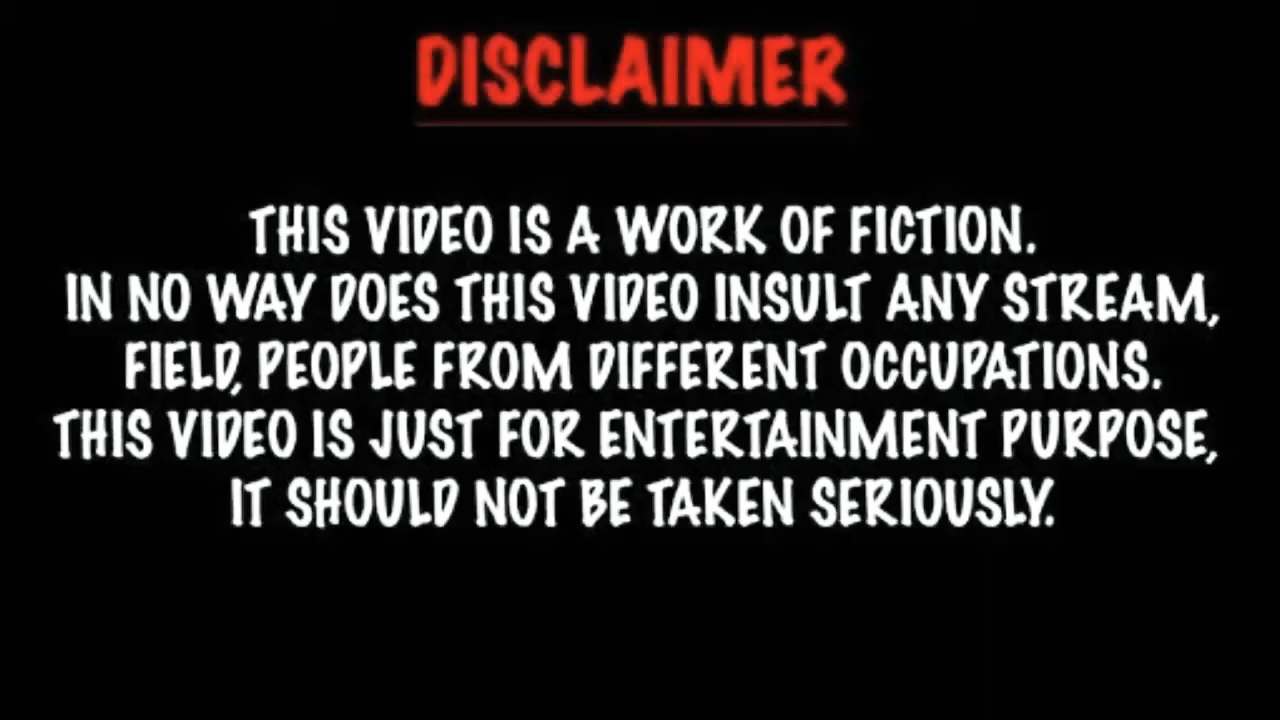 DISCLAIMER
THIS VIDEO IS A WORK OF FICTION.
IN NO WAY DOES THIS VIDEO INSULT ANY STREAM,
FIELD, PEOPLE FROM DIFFERENT OCCUPATIONS.
THIS VIDEO IS JUST FOR ENTERTAINMENT PURPOSE,
IT SHOULD NOT BE TAKEN SERIOUSLY.